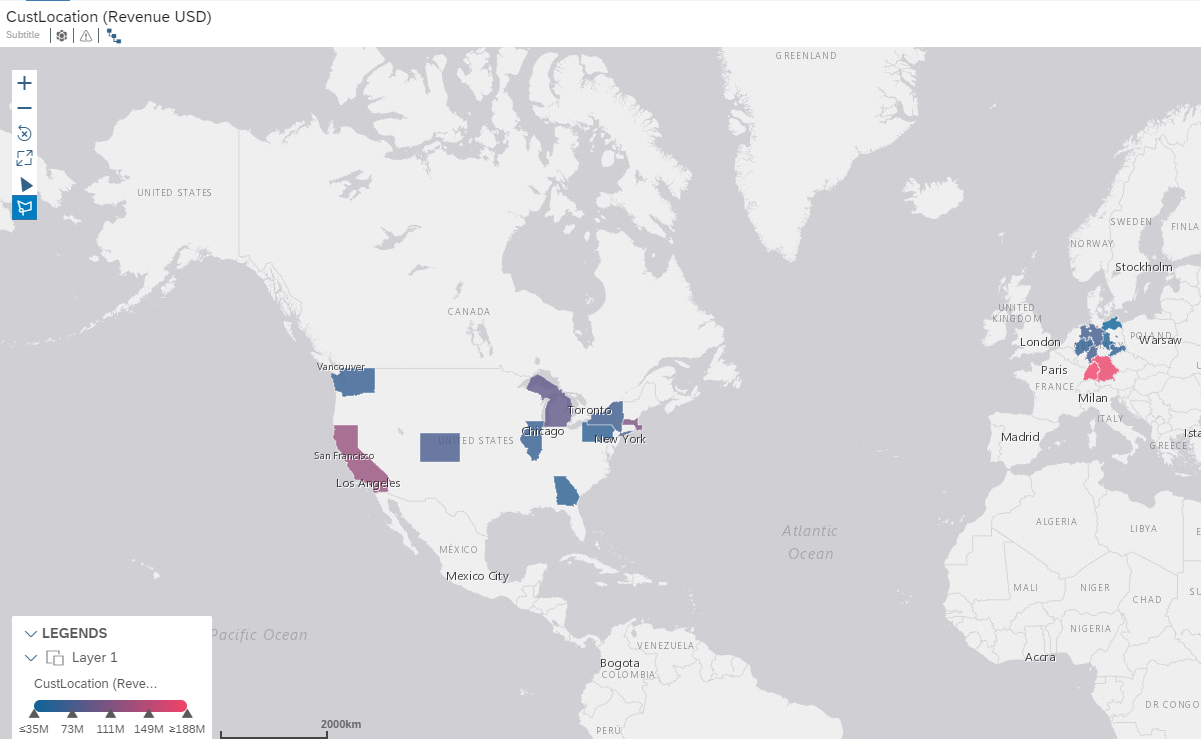 CustLocation (Revenue USD)
Subtitle
GREENLAND
UNITED STATES
SWEDEN
FINLA
NORWAY
Stockholm
CANADA
UNITED
KINGDOM
POLAND
London
Warsaw
Vancouver
Paris
FRANCE
Milan
Toronto
ITALY
Chicago
UNITED STATES
New York
Madrid
Ista
GREECE
San Francisco
Los Angeles
ALGERIA
LIBYA
E
Atlantic
Ocean
MÉXICO
Mexico City
MALI
NIGER
CHAD
SU
NIGERIA
Pacific Ocean
VENEZUELA
Accra
Bogota
COLOMBIA
DR CONGO
PERÚ
2000km
LEGENDS
Layer 1
CustLocation (Reve...
≤35M 73M 111M 149M ≥188M